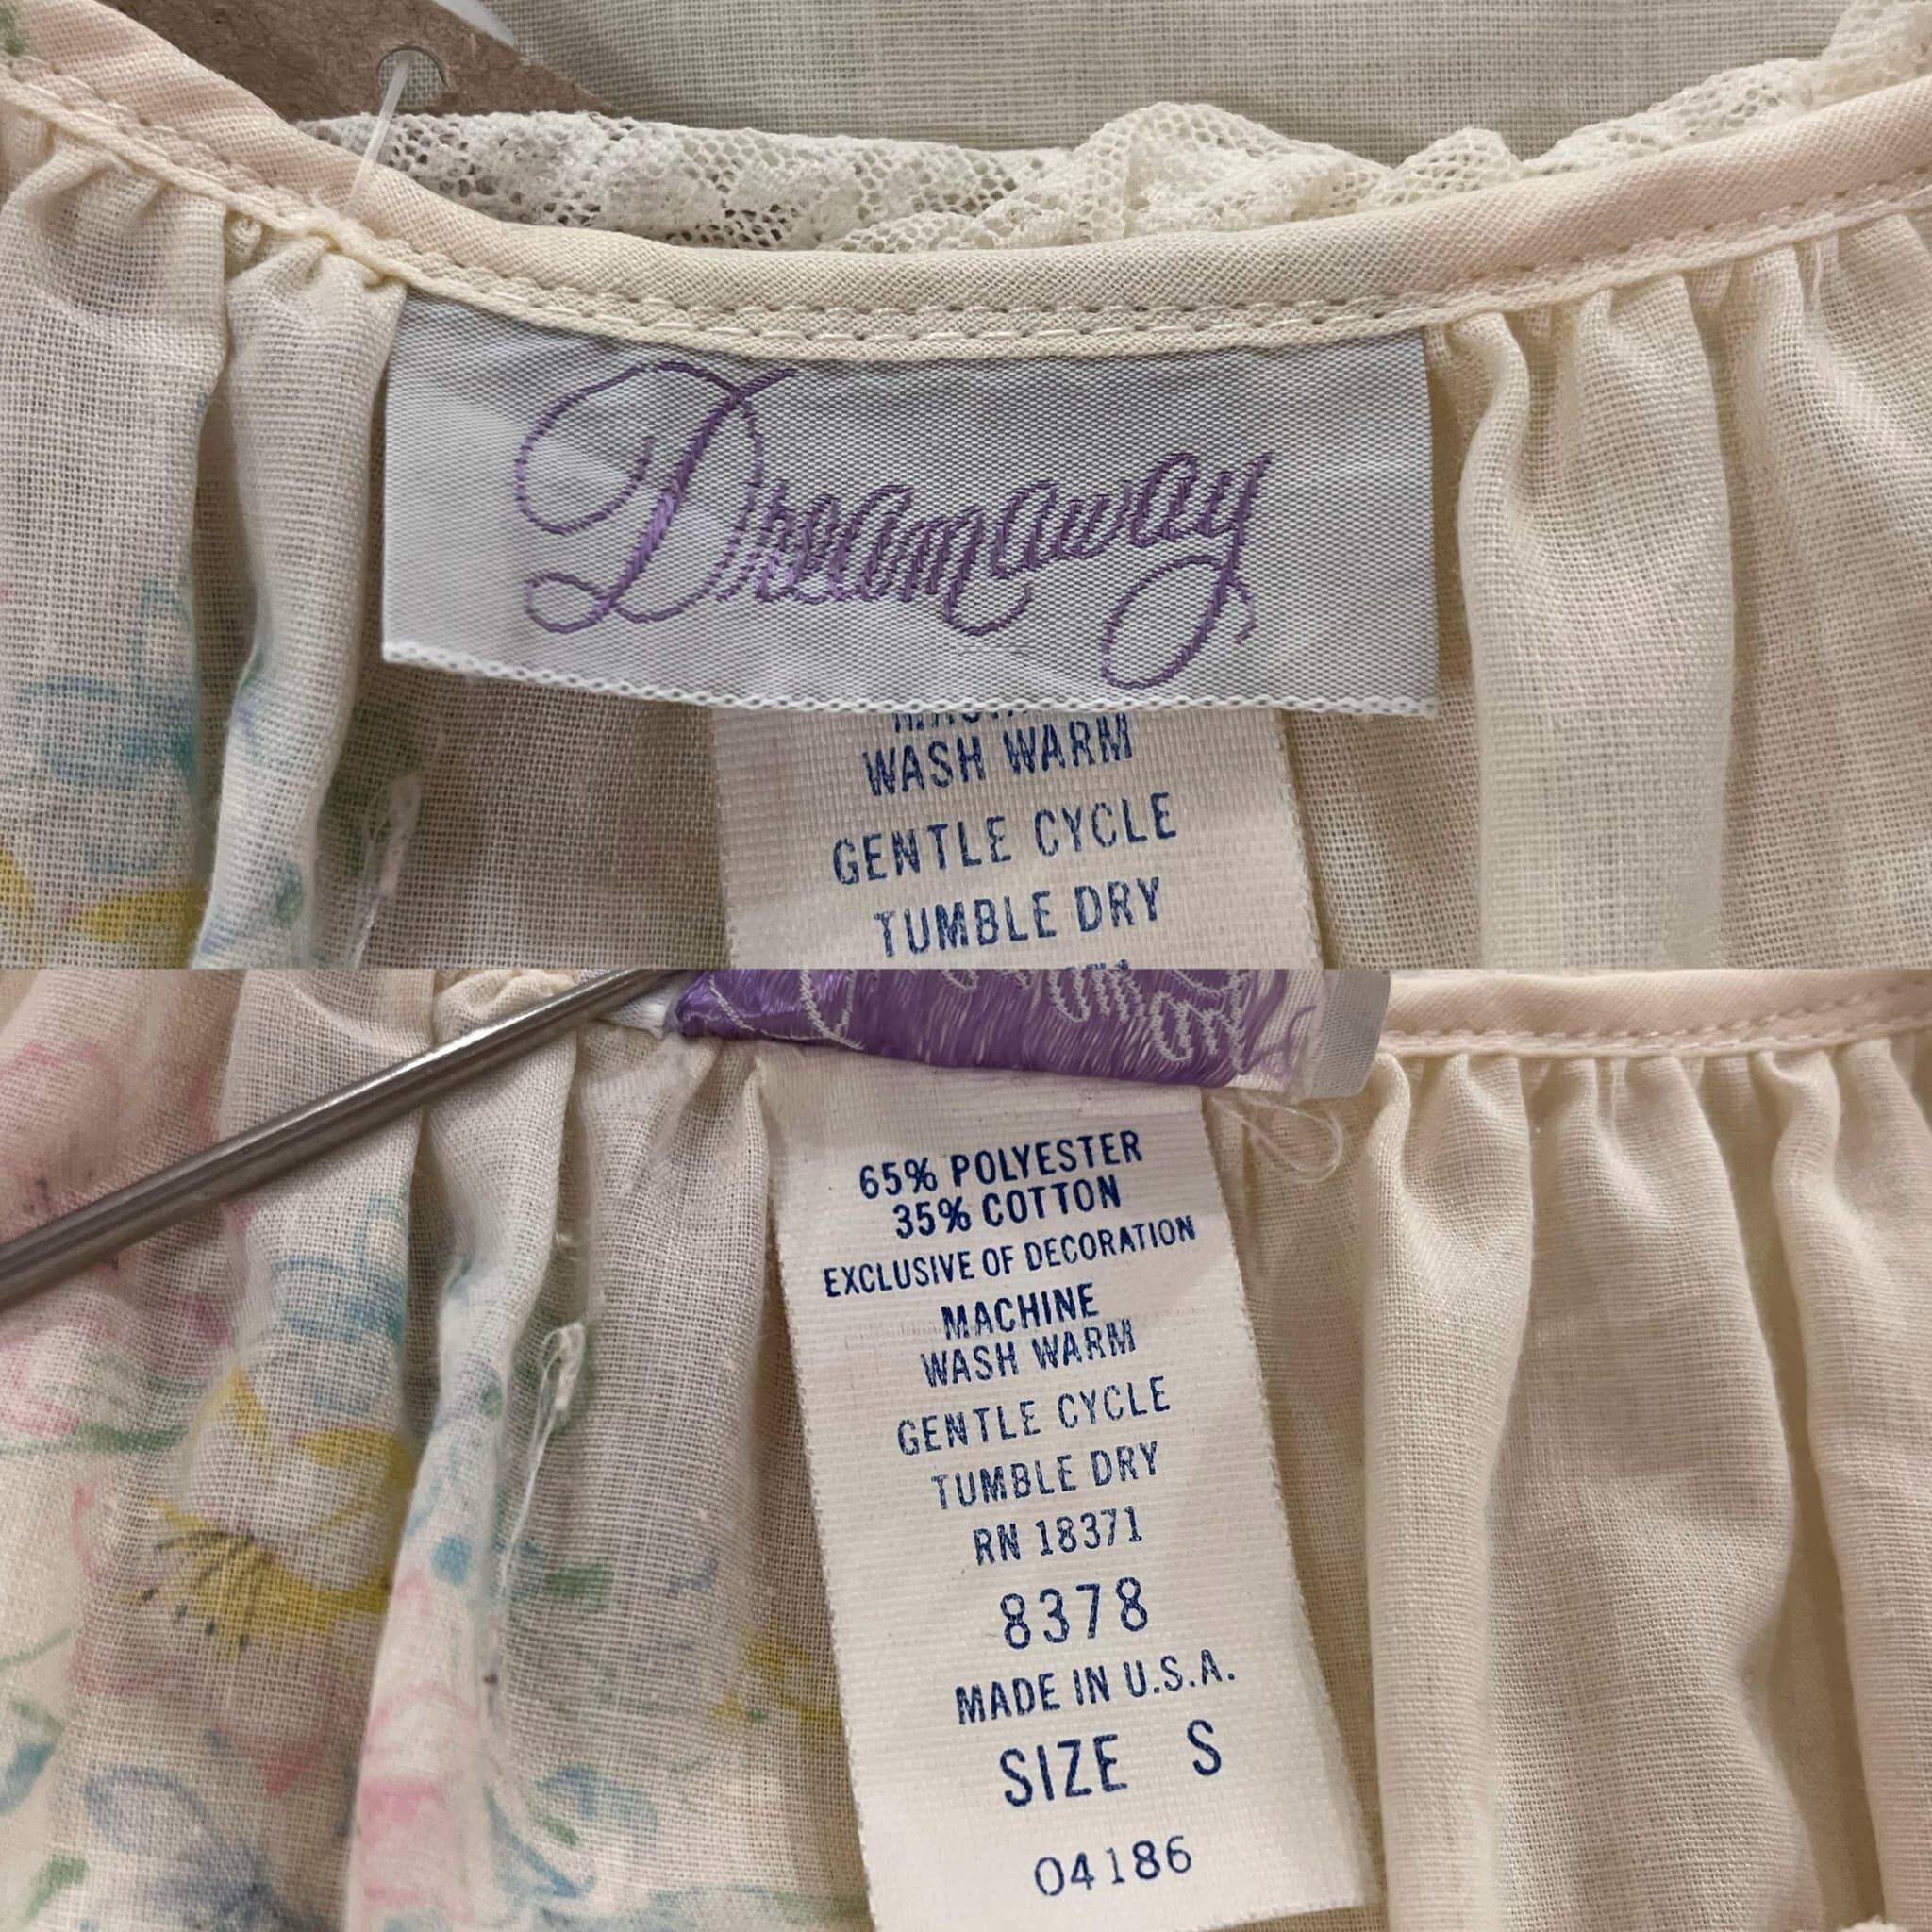 Dreamaway
WASH WARM
GENTLE CYCLE
TUMBLE DRY
65% POLYESTER
35% COTTON
EXCLUSIVE OF DECORATION
MACHINE
WASH WARM
GENTLE CYCLE
TUMBLE DRY
RN 18371
8378
MADE IN U.S.A.
SIZE S
04186